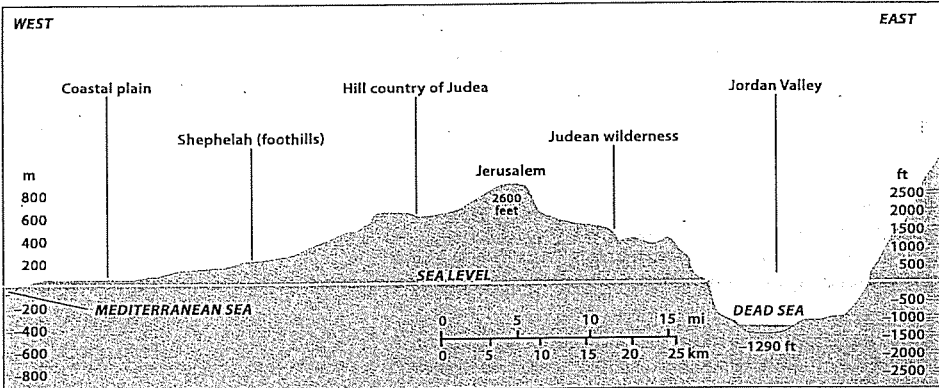 WEST
EAST
Coastal plain
Hill country of Judea
Jordan Valley
Shephelah (foothills)
Judean wilderness
Jerusalem
m
ft
800
600
400
200
2600
feet
2500
2000
1500
1000
500
SEA LEVEL
MEDITERRANEAN SEA
DEAD SEA
–200
–400
–600
–800
–500
–1000
–1500
–2000
2500
–1290 ft
0 5 10 15 mi
0 5 10 15 20 25 km